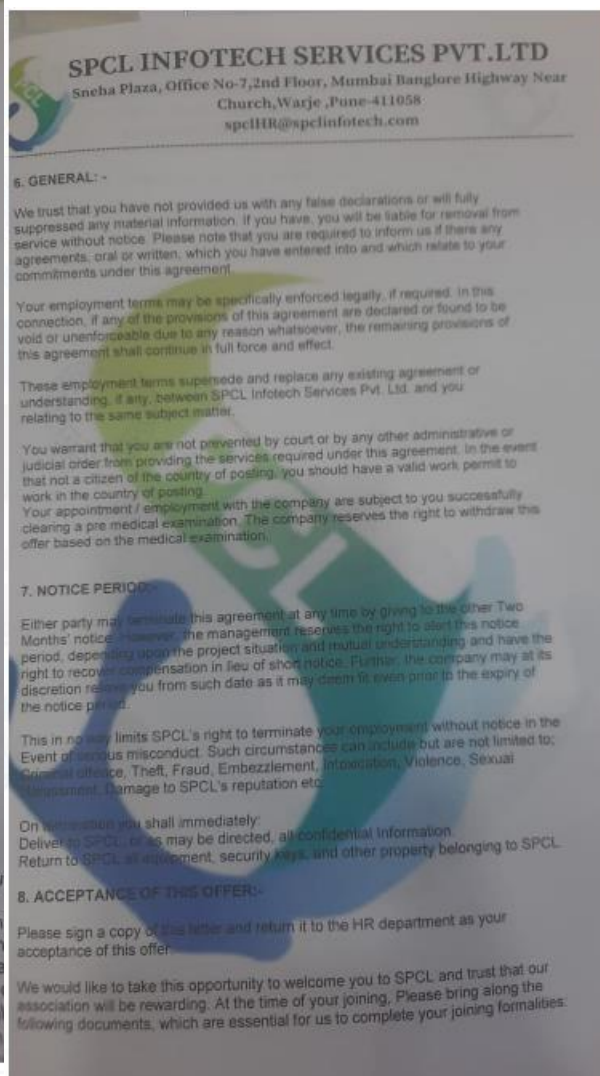 SPCL INFOTECH SERVICES PVT.LTD
Sneha Plaza, Office No-7,2nd Floor, Mumbai Banglore Highway Near
Church,Warje ,Pune-411058
spclHR@spclinfotech.com
6. GENERAL: -
We trust that you have not provided us with any false declarations or will fully
suppressed any material information. If you have, you will be liable for removal from
service without notice. Please note that you are required to inform us if there any
agreements, oral or written, which you have entered into and which relate to your
commitments under this agreement.
Your employment terms may be specifically enforced legally, if required. In this
connection, if any of the provisions of this agreement are declared or found to be
void or unenforceable due to any reason whatsoever, the remaining provisions of
this agreement shall continue in full force and effect.
These employment terms supersede and replace any existing agreement or
understanding, if any, between SPCL Infotech Services Pvt. Ltd. and you
relating to the same subject matter.
You warrant that you are not prevented by court or by any other administrative or
judicial order from providing the services required under this agreement. In the event
that not a citizen of the country of posting, you should have a valid work permit to
work in the country of posting.
Your appointment / employment with the company are subject to you successfully
clearing a pre medical examination. The company reserves the right to withdraw this
offer based on the medical examination.
7. NOTICE PERIOD:-
Either party may terminate this agreement at any time by giving to the other Two
Months' notice. However, the management reserves the right to alert this notice
period, depending upon the project situation and mutual understanding and have the
right to recover compensation in lieu of short notice. Further, the company may at its
discretion relieve you from such date as it may deem fit even prior to the expiry of
the notice period.
This in no way limits SPCL's right to terminate your employment without notice in the
Event of serious misconduct. Such circumstances can include but are not limited to;
Criminal offence, Theft, Fraud, Embezzlement, Intoxication, Violence, Sexual
Harassment, Damage to SPCL's reputation etc.
On you shall immediately:
Deliver to SPCL, or as may be directed, all confidential Information.
Return to SPCL all equipment, security keys, and other property belonging to SPCL.
8. ACCEPTANCE OF THIS OFFER:-
Please sign a copy of this letter and return it to the HR department as your
acceptance of this offer.
We would like to take this opportunity to welcome you to SPCL and trust that our
association will be rewarding. At the time of your joining, Please bring along the
following documents, which are essential for us to complete your joining formalities.